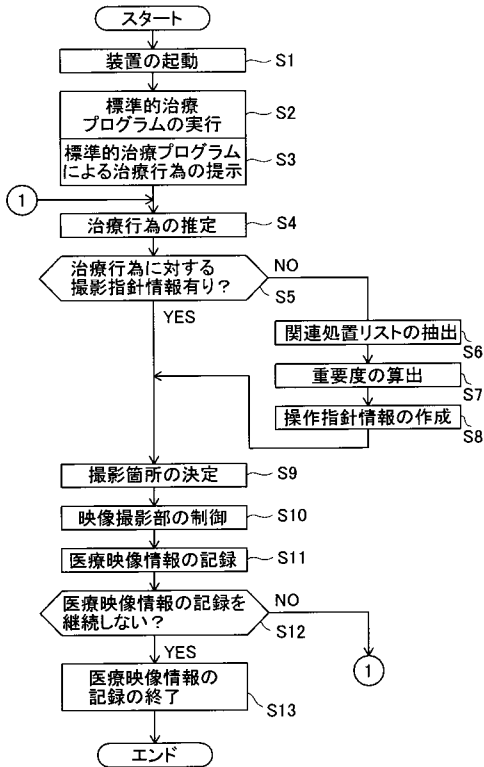 スタート
装置の起動
S1
標準的治療
プログラムの実行
S2
標準的治療プログラム
による治療行為の提示
S3
1
治療行為の推定
S4
治療行為に対する
撮影指針情報有り?
S5
NO
YES
関連処置リストの抽出
S6
重要度の算出
S7
操作指針情報の作成
S8
撮影箇所の決定
S9
映像撮影部の制御
S10
医療映像情報の記録
S11
医療映像情報の記録を
継続しない?
S12
NO
1
YES
医療映像情報の
記録の終了
S13
エンド